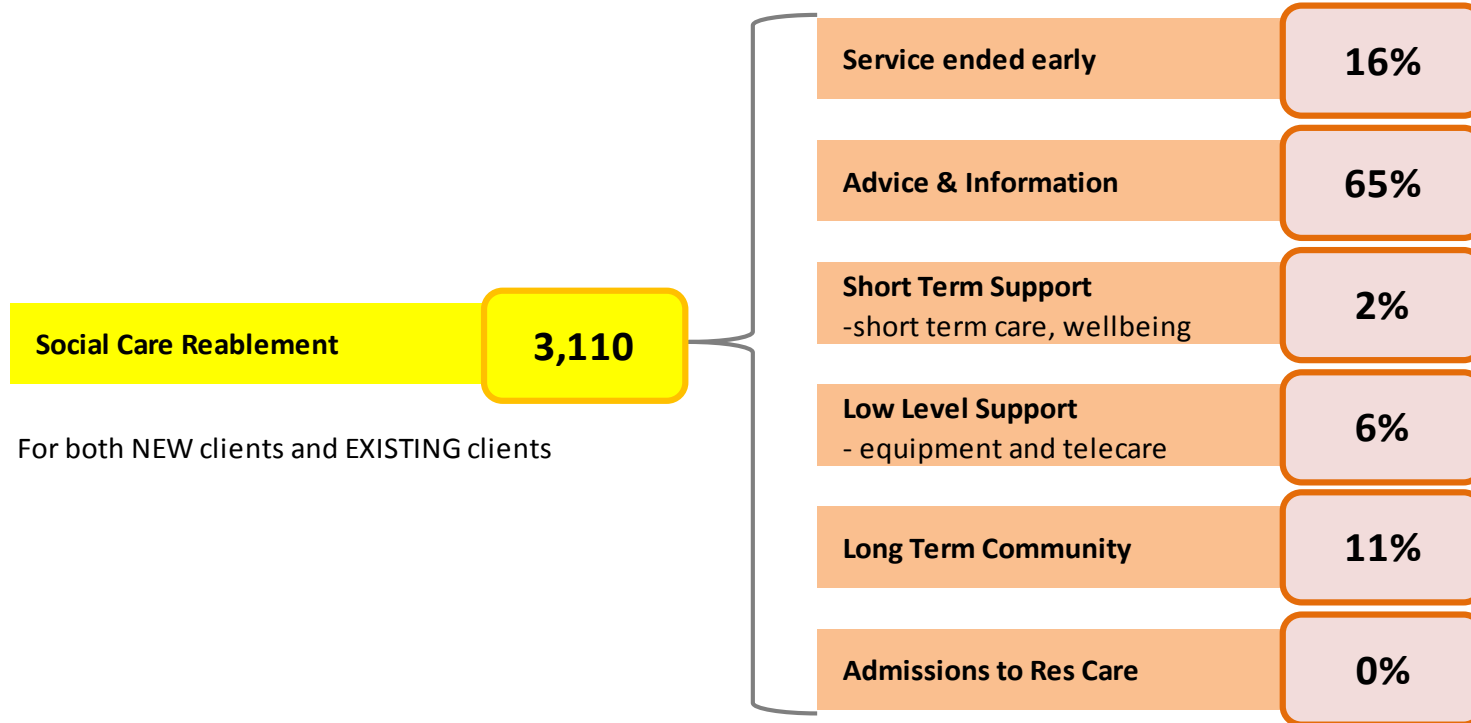 Service ended early 16%
Advice & Information 65%
Short Term Support
-short term care, wellbeing 2%
Social Care Reablement 3,110
For both NEW clients and EXISTING clients
Low Level Support
- equipment and telecare 6%
Long Term Community 11%
Admissions to Res Care 0%